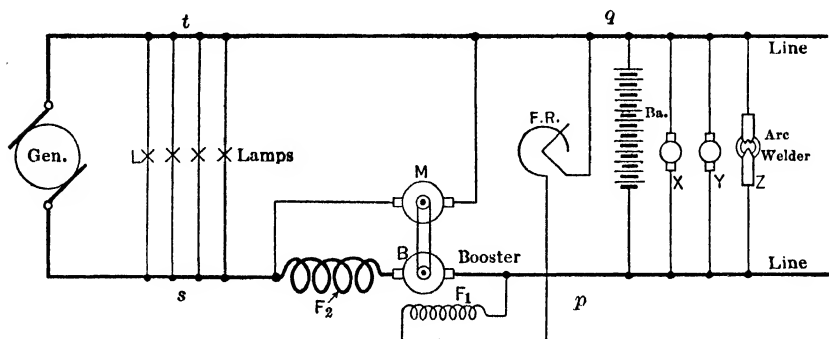 t
q
Line
F.R.
Ba.
Gen.
L
Lamps
Arc
Welder
M
X
Y
Z
B
Booster
Line
s
F2
F1
p